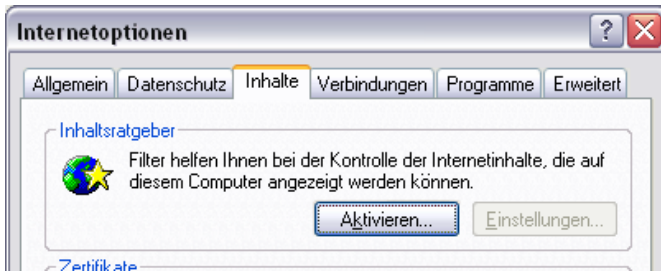 Internetoptionen
Allgemein Datenschutz Inhalte Verbindungen Programme Erweitert
Inhaltsratgeber
Filter helfen Ihnen bei der Kontrolle der Internetinhalte, die auf
diesem Computer angezeigt werden können.
Aktivieren... Einstellungen...
Zertifikate